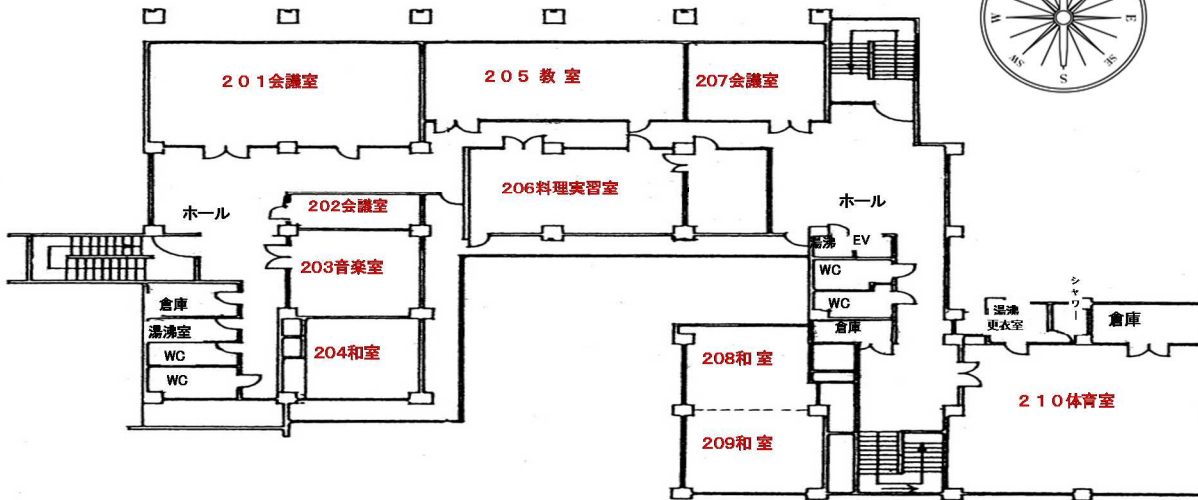 W
E
SW
SE
S
201会議室
205 教 室
207会議室
206料理実習室
202会議室
ホール
ホール
203音楽室
湯沸
EV
WC
WC
倉庫
倉庫
湯沸室
WC
WC
204和室
208和 室
209和 室
湯沸
更衣室
シャワー
倉庫
210体育室